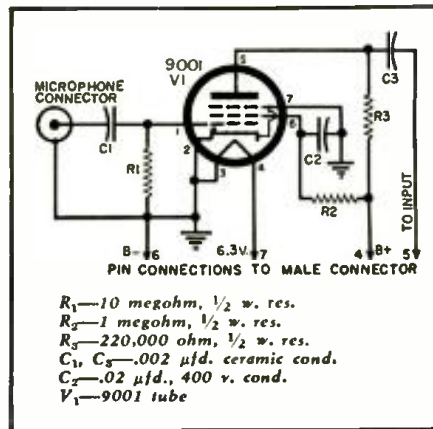 9001
V1
MICROPHONE
CONNECTOR
C1
R1
1
2
3
4
5
6
7
C2
R2
R3
C3
TO INPUT
B- 6
6.3V. 7
4 B+ 5
PIN CONNECTIONS TO MALE CONNECTOR
R1—10 megohm, 1/2 w. res.
R2—1 megohm, 1/2 w. res.
R3—220,000 ohm, 1/2 w. res.
C1, C3—.002 μfd. ceramic cond.
C2—.02 μfd., 400 v. cond.
V1—9001 tube